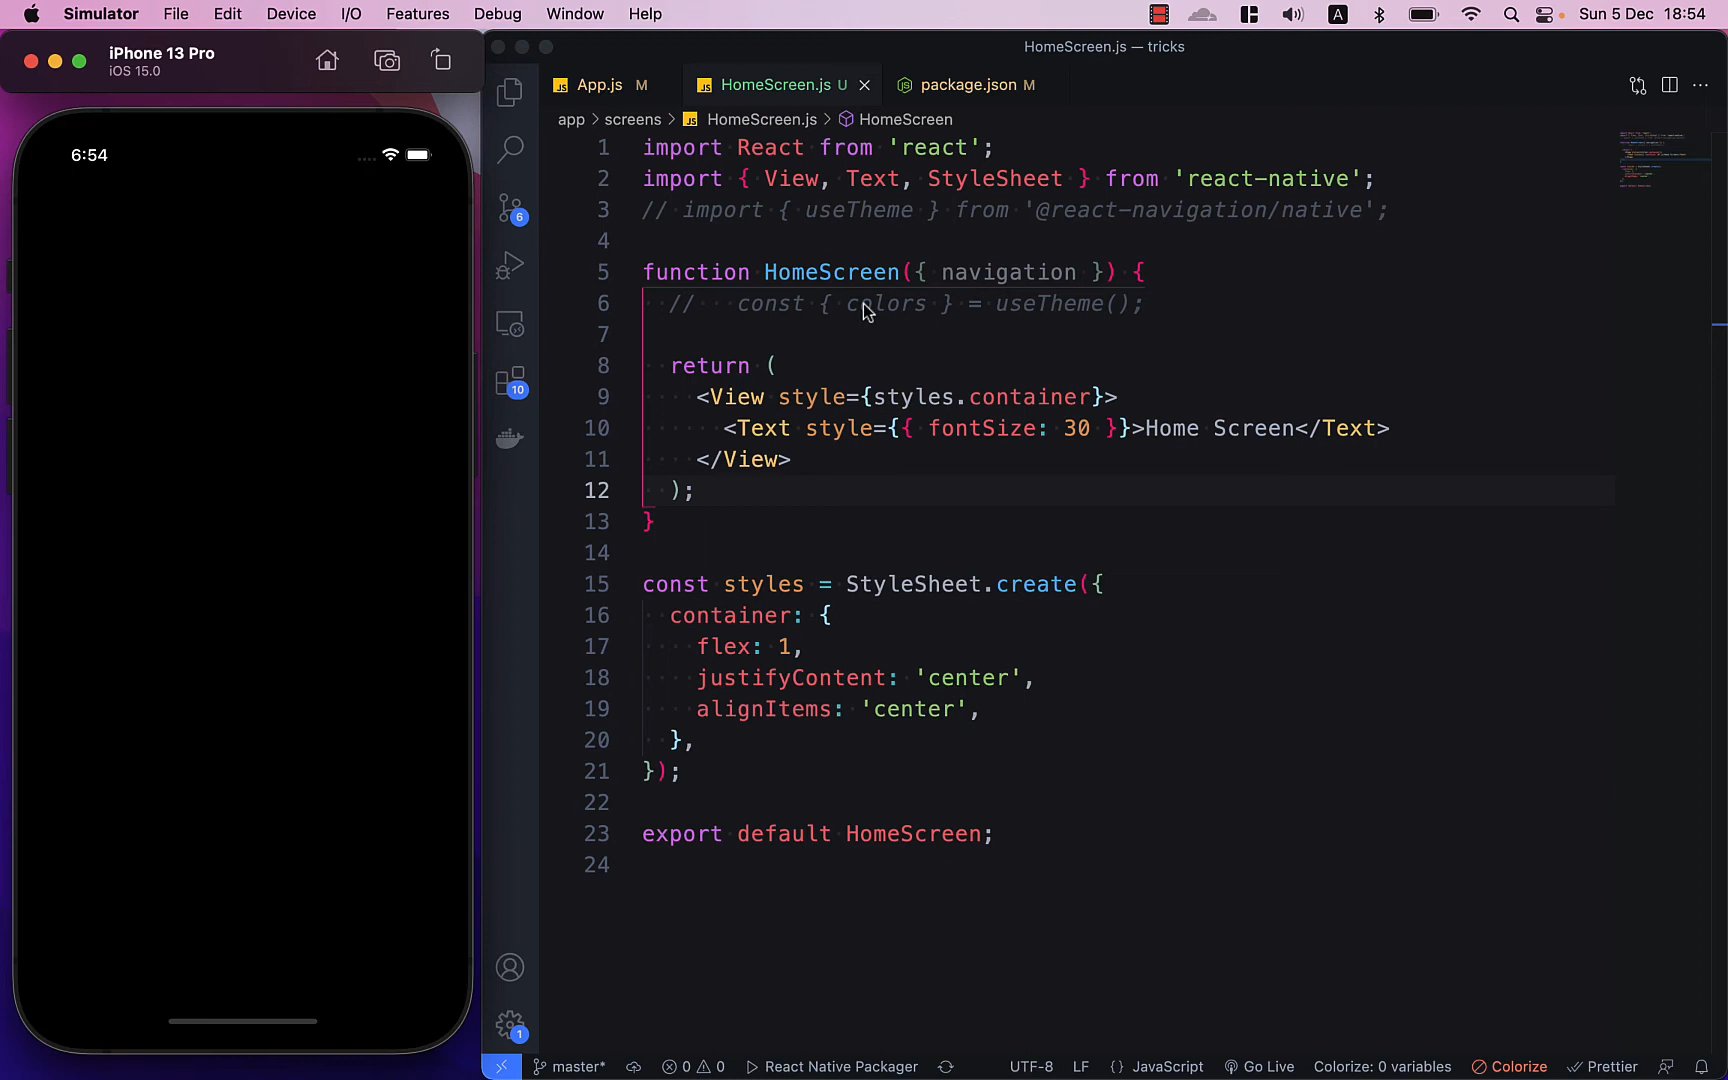 Simulator File Edit Device I/O Features Debug Window Help A Sun 5 Dec 18:54
iPhone 13 Pro
iOS 15.0
6:54
HomeScreen.js — tricks
JS App.js M JS HomeScreen.js U package.json M
app > screens > JS HomeScreen.js > HomeScreen
1 import React from 'react';
2 import { View, Text, StyleSheet } from 'react-native';
3 // import { useTheme } from '@react-navigation/native';
4
5 function HomeScreen({ navigation }) {
6 // const { colors } = useTheme();
7
8 return (
9 <View style={styles.container}>
10 <Text style={{ fontSize: 30 }}>Home Screen</Text>
11 </View>
12 );
13 }
14
15 const styles = StyleSheet.create({
16 container: {
17 flex: 1,
18 justifyContent: 'center',
19 alignItems: 'center',
20 },
21 });
22
23 export default HomeScreen;
24
6
10
1
master* 0 0 React Native Packager UTF-8 LF {} JavaScript Go Live Colorize: 0 variables Colorize Prettier